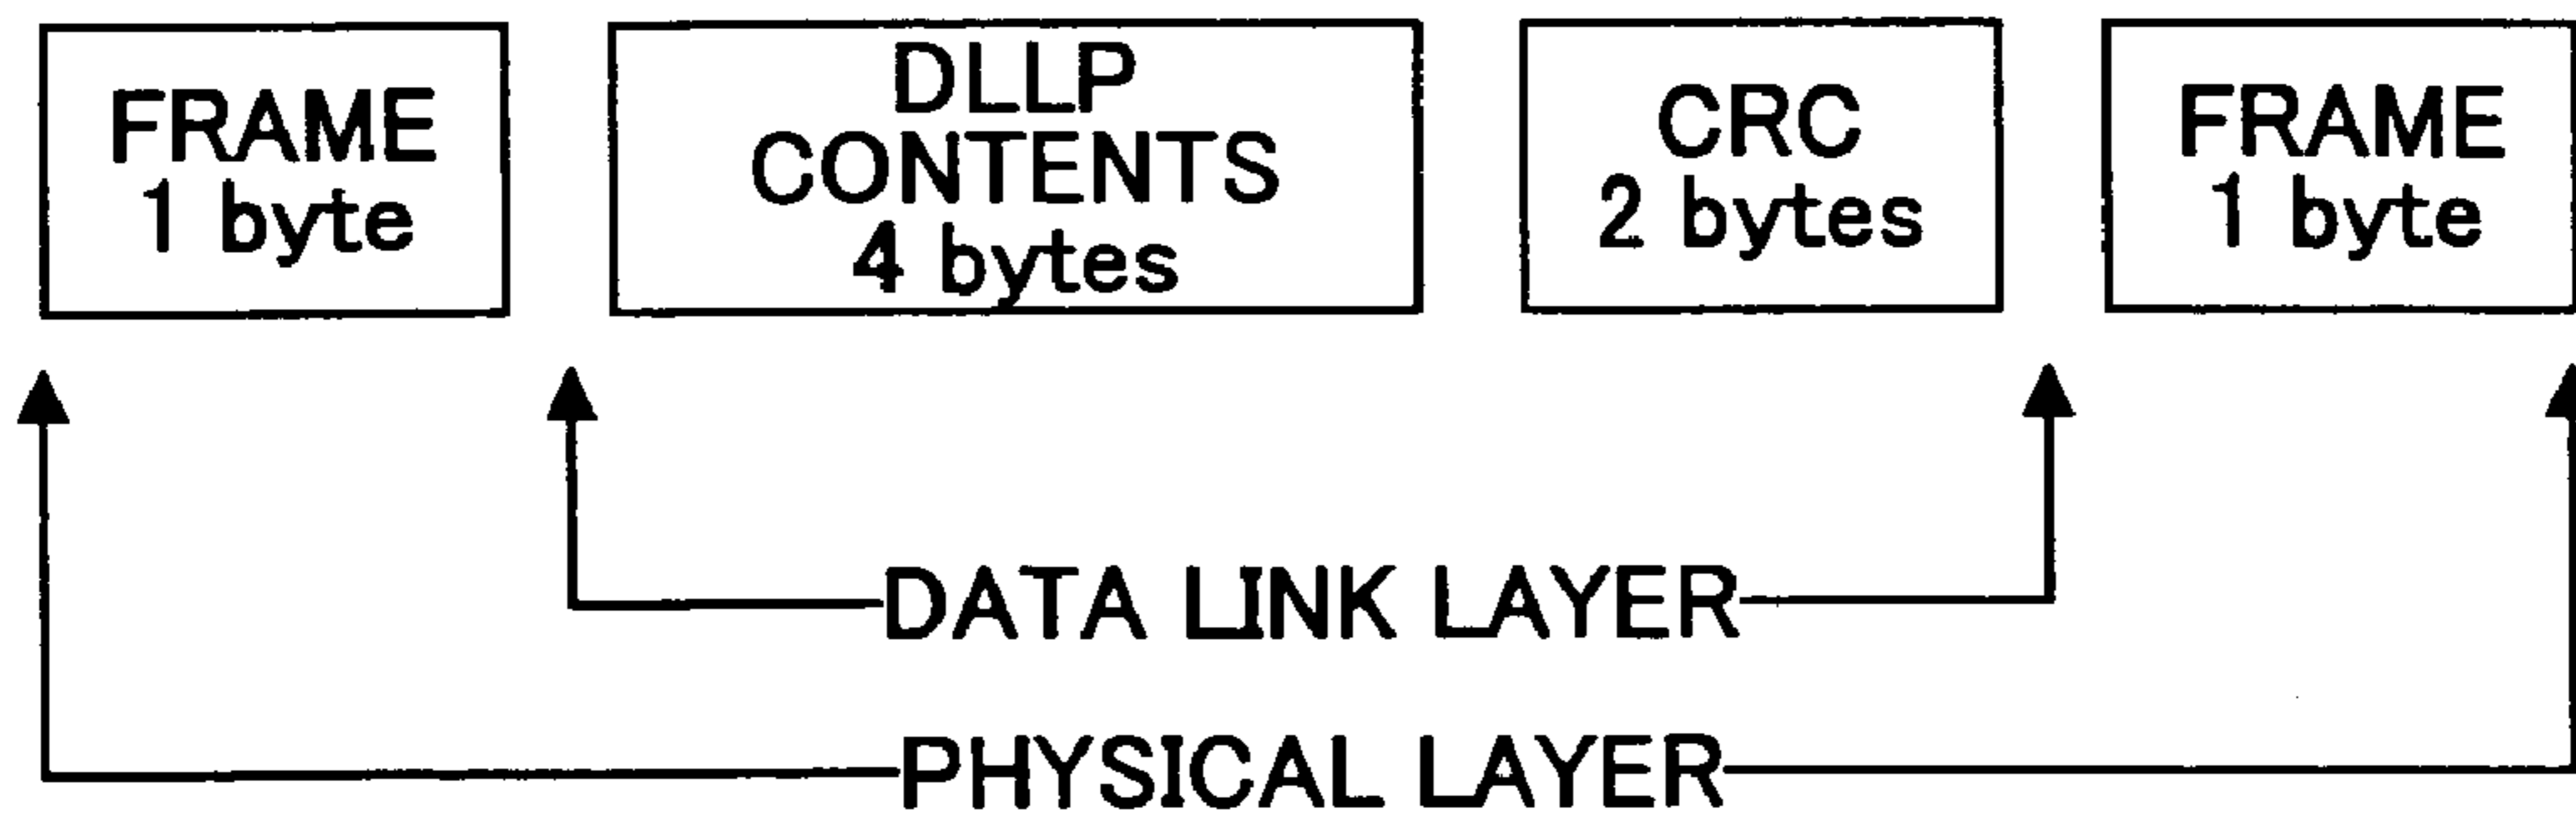 FRAME
1 byte
DLLP
CONTENTS
4 bytes
CRC
2 bytes
FRAME
1 byte
DATA LINK LAYER
PHYSICAL LAYER